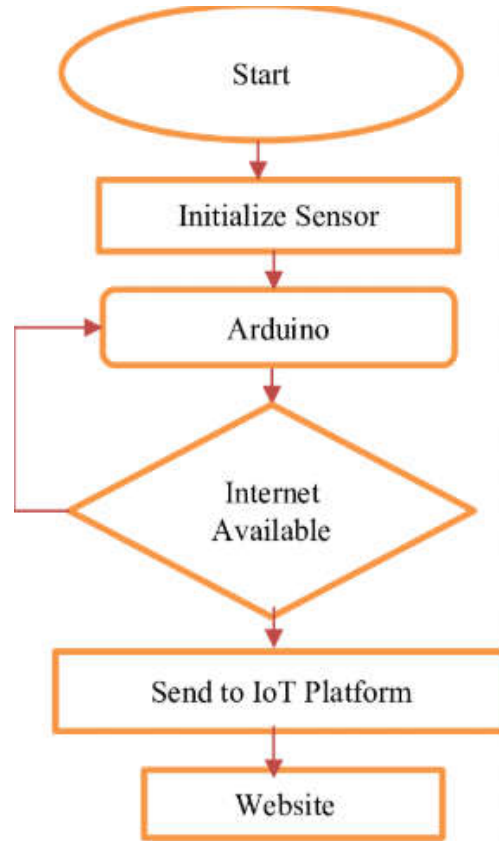 Start
Initialize Sensor
Arduino
Internet
Available
Send to IoT Platform
Website